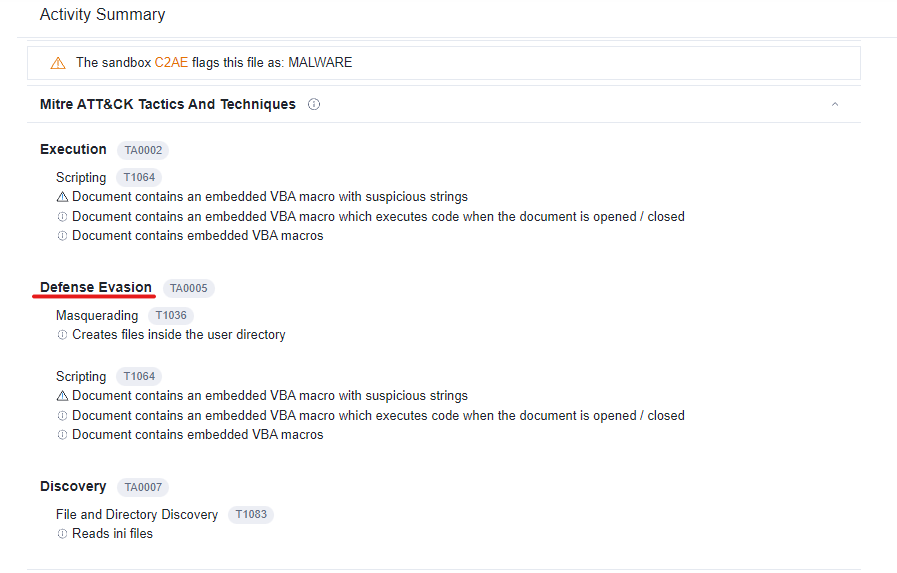 Activity Summary
The sandbox C2AE flags this file as: MALWARE
Mitre ATT&CK Tactics And Techniques
Execution TA0002
Scripting T1064
Document contains an embedded VBA macro with suspicious strings
Document contains an embedded VBA macro which executes code when the document is opened / closed
Document contains embedded VBA macros
Defense Evasion TA0005
Masquerading T1036
Creates files inside the user directory
Scripting T1064
Document contains an embedded VBA macro with suspicious strings
Document contains an embedded VBA macro which executes code when the document is opened / closed
Document contains embedded VBA macros
Discovery TA0007
File and Directory Discovery T1083
Reads ini files